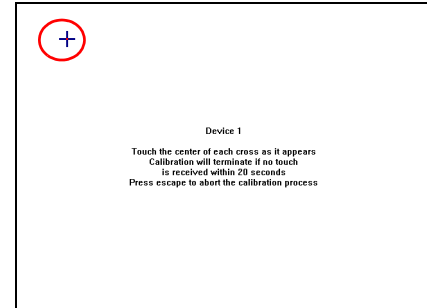 Device 1
Touch the center of each cross as it appears
Calibration will terminate if no touch
is received within 20 seconds
Press escape to abort the calibration process